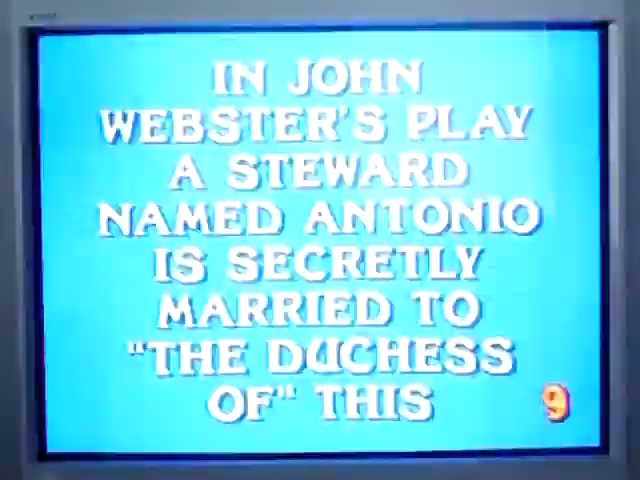 IN JOHN
WEBSTER'S PLAY
A STEWARD
NAMED ANTONIO
IS SECRETLY
MARRIED TO
"THE DUCHESS
OF" THIS
9